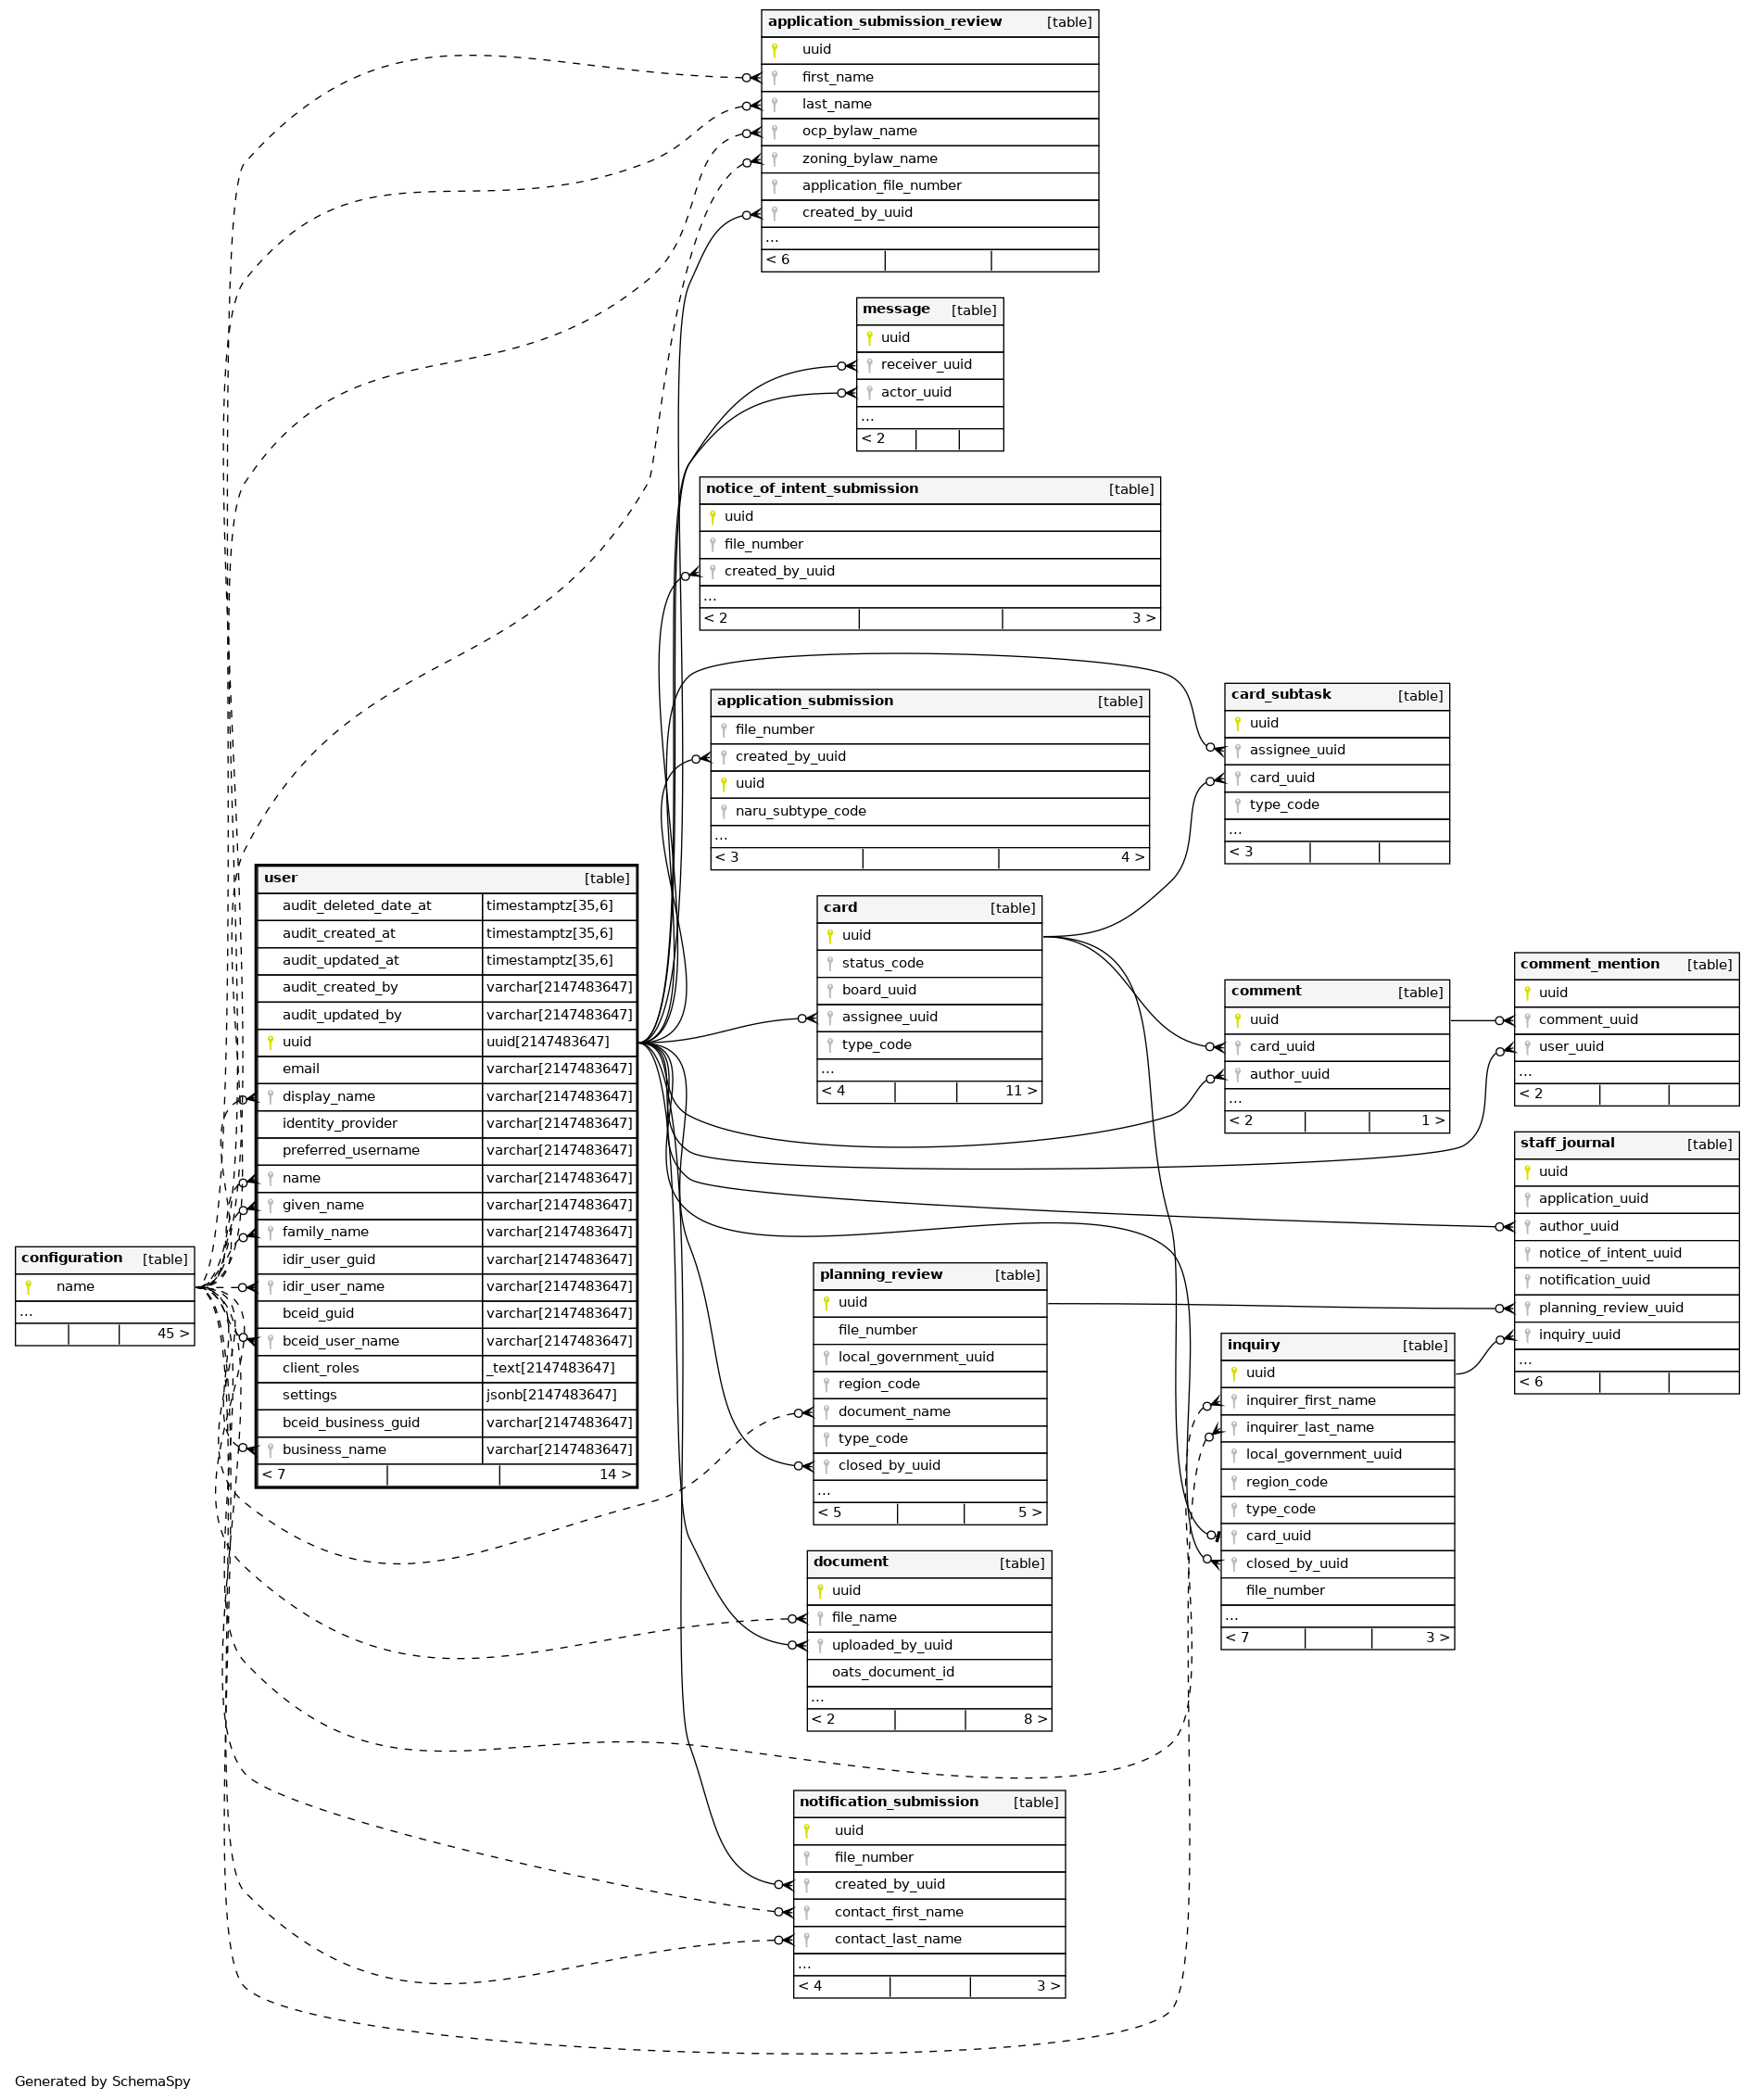 application_submission_review [table]
uuid
first_name
last_name
ocp_bylaw_name
zoning_bylaw_name
application_file_number
created_by_uuid
...
< 6
message [table]
uuid
receiver_uuid
actor_uuid
...
< 2
notice_of_intent_submission [table]
uuid
file_number
created_by_uuid
...
< 2 3 >
application_submission [table]
file_number
created_by_uuid
uuid
naru_subtype_code
...
< 3 4 >
card_subtask [table]
uuid
assignee_uuid
card_uuid
type_code
...
< 3
user [table]
audit_deleted_date_at timestamptz[35,6]
audit_created_at timestamptz[35,6]
audit_updated_at timestamptz[35,6]
audit_created_by varchar[2147483647]
audit_updated_by varchar[2147483647]
uuid uuid[2147483647]
email varchar[2147483647]
display_name varchar[2147483647]
identity_provider varchar[2147483647]
preferred_username varchar[2147483647]
name varchar[2147483647]
given_name varchar[2147483647]
family_name varchar[2147483647]
idir_user_guid varchar[2147483647]
idir_user_name varchar[2147483647]
bceid_guid varchar[2147483647]
bceid_user_name varchar[2147483647]
client_roles _text[2147483647]
settings jsonb[2147483647]
bceid_business_guid varchar[2147483647]
business_name varchar[2147483647]
< 7 14 >
card [table]
uuid
status_code
board_uuid
assignee_uuid
type_code
...
< 4 11 >
comment [table]
uuid
card_uuid
author_uuid
...
< 2 1 >
comment_mention [table]
uuid
comment_uuid
user_uuid
...
< 2
staff_journal [table]
uuid
application_uuid
author_uuid
notice_of_intent_uuid
notification_uuid
planning_review_uuid
inquiry_uuid
...
< 6
configuration [table]
name
...
45 >
planning_review [table]
uuid
file_number
local_government_uuid
region_code
document_name
type_code
closed_by_uuid
...
< 5 5 >
inquiry [table]
uuid
inquirer_first_name
inquirer_last_name
local_government_uuid
region_code
type_code
card_uuid
closed_by_uuid
file_number
...
< 7 3 >
document [table]
uuid
file_name
uploaded_by_uuid
oats_document_id
...
< 2 8 >
notification_submission [table]
uuid
file_number
created_by_uuid
contact_first_name
contact_last_name
...
< 4 3 >
Generated by SchemaSpy